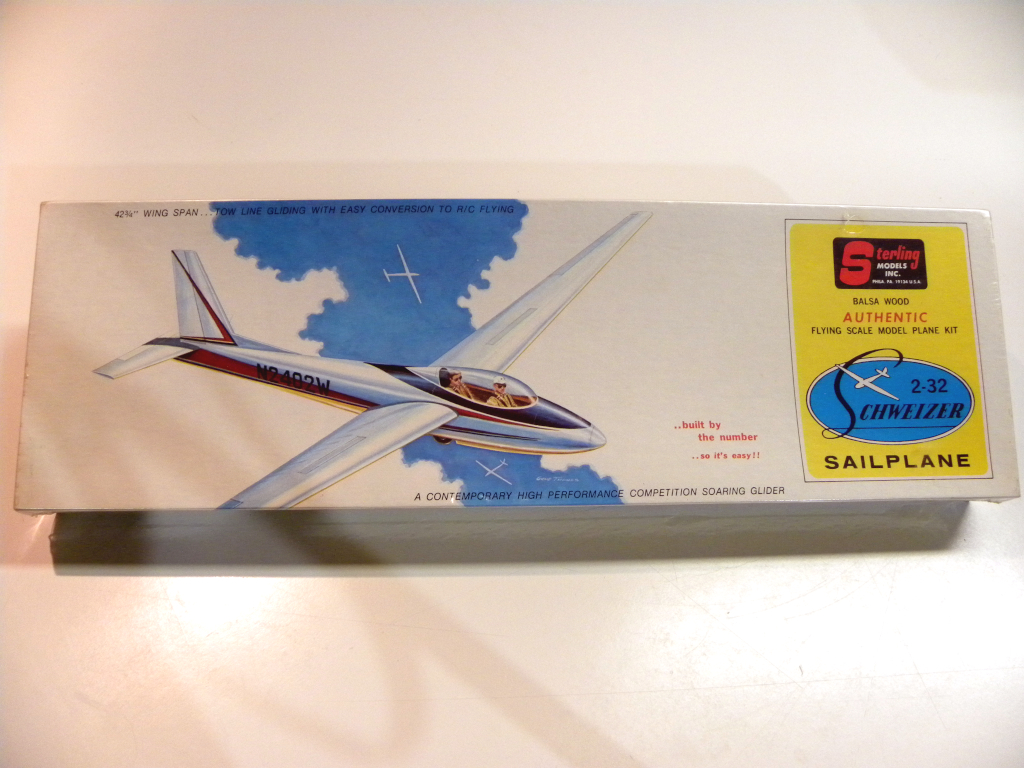 42¾" WING SPAN...TOW LINE GLIDING WITH EASY CONVERSION TO R/C FLYING
N2402W
..built by
the number
..so it's easy!!
A CONTEMPORARY HIGH PERFORMANCE COMPETITION SOARING GLIDER
Sterling
MODELS
INC.
PHILA. PA. 19134 U.S.A.
BALSA WOOD
AUTHENTIC
FLYING SCALE MODEL PLANE KIT
2-32
SCHWEIZER
SAILPLANE